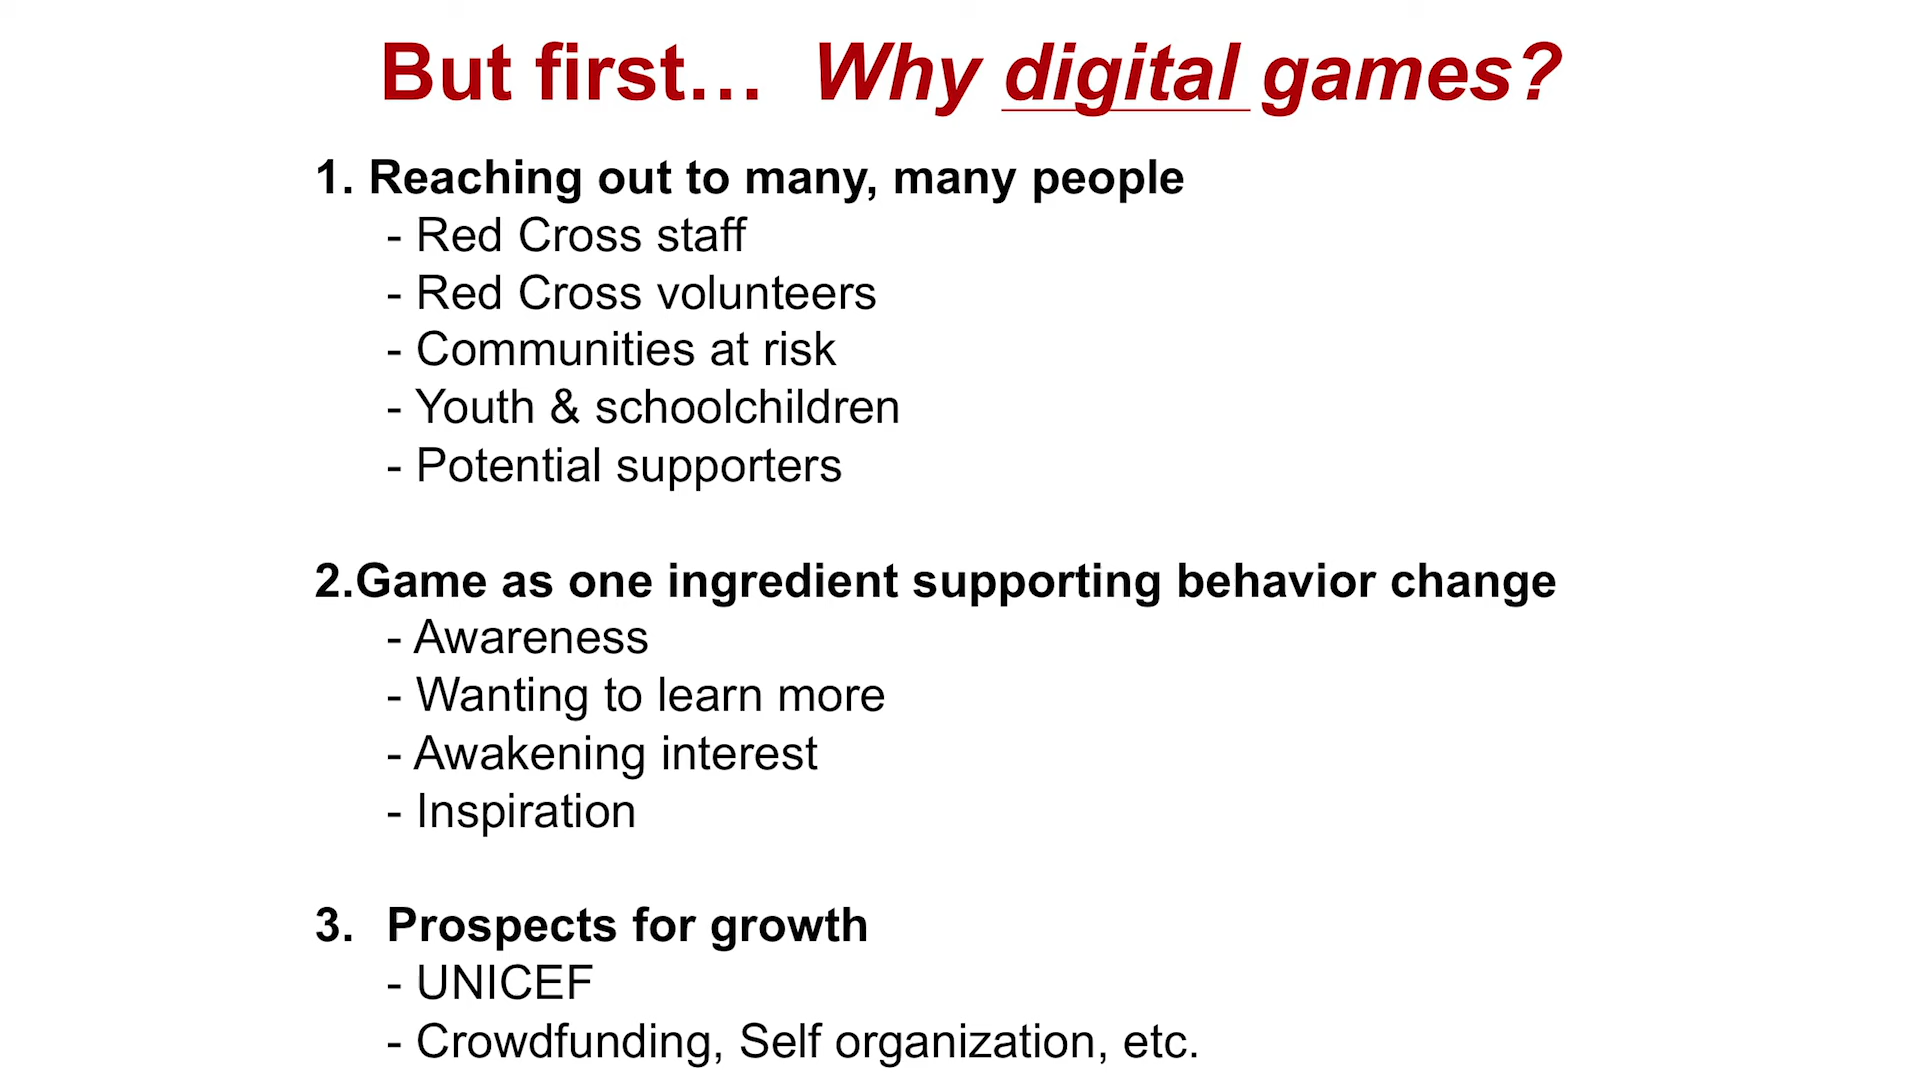 But first… Why digital games?
1. Reaching out to many, many people
- Red Cross staff
- Red Cross volunteers
- Communities at risk
- Youth & schoolchildren
- Potential supporters
2.Game as one ingredient supporting behavior change
- Awareness
- Wanting to learn more
- Awakening interest
- Inspiration
3. Prospects for growth
- UNICEF
- Crowdfunding, Self organization, etc.